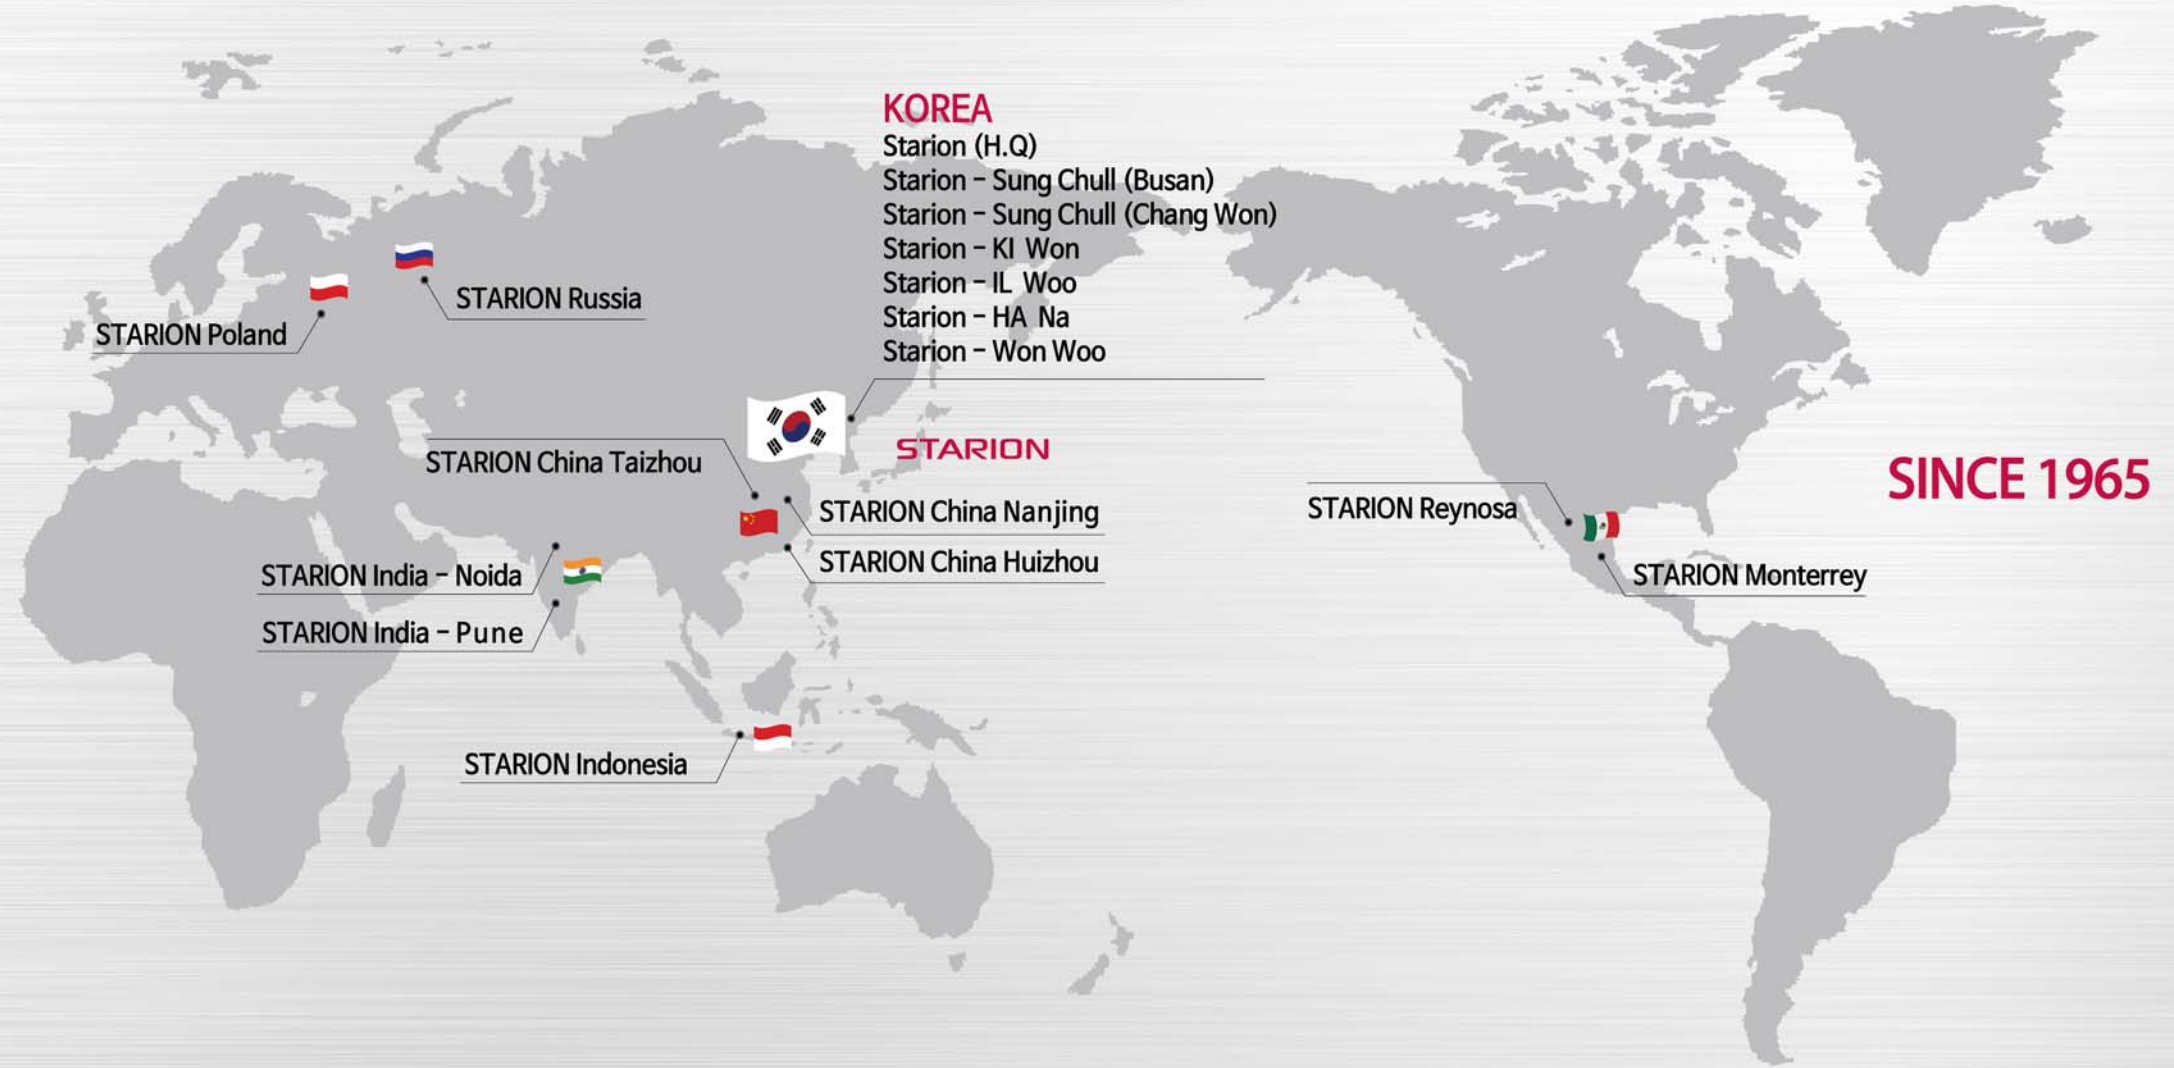 KOREA
Starion (H.Q)
Starion - Sung Chull (Busan)
Starion - Sung Chull (Chang Won)
Starion - KI Won
Starion - IL Woo
Starion - HA Na
Starion - Won Woo
STARION Russia
STARION Poland
STARION
STARION China Taizhou
STARION China Nanjing
STARION China Huizhou
STARION India - Noida
STARION India - Pune
STARION Indonesia
STARION Reynosa
STARION Monterrey
SINCE 1965